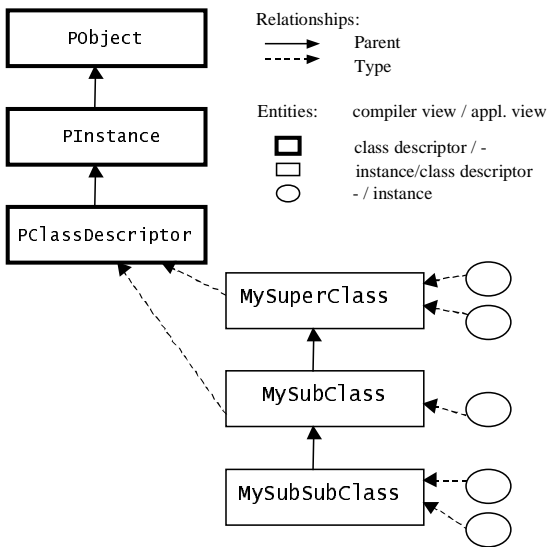 PObject
PInstance
PClassDescriptor
Relationships:
Parent
Type
Entities: compiler view / appl. view
class descriptor / -
instance/class descriptor
- / instance
MySuperClass
MySubClass
MySubSubClass